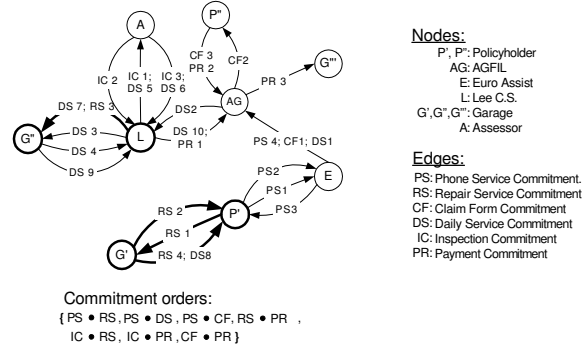 P"
A
G'''
IC 2
IC 1;
DS 5
IC 3;
DS 6
CF 3
PR 2
CF2
PR 3
AG
DS 7; RS 3
DS2
G"
DS 3
L
DS 4
DS 10;
PR 1
DS 9
PS 4; CF1; DS1
PS2
E
PS1
RS 2
PS3
P'
RS 1
G'
RS 4; DS8
Nodes:
P', P": Policyholder
AG: AGFIL
E: Euro Assist
L: Lee C.S.
G',G",G''': Garage
A: Assessor
Edges:
PS: Phone Service Commitment.
RS: Repair Service Commitment
CF: Claim Form Commitment
DS: Daily Service Commitment
IC: Inspection Commitment
PR: Payment Commitment
Commitment orders:
{ PS • RS, PS • DS , PS • CF, RS • PR ,
IC • RS, IC • PR ,CF • PR }